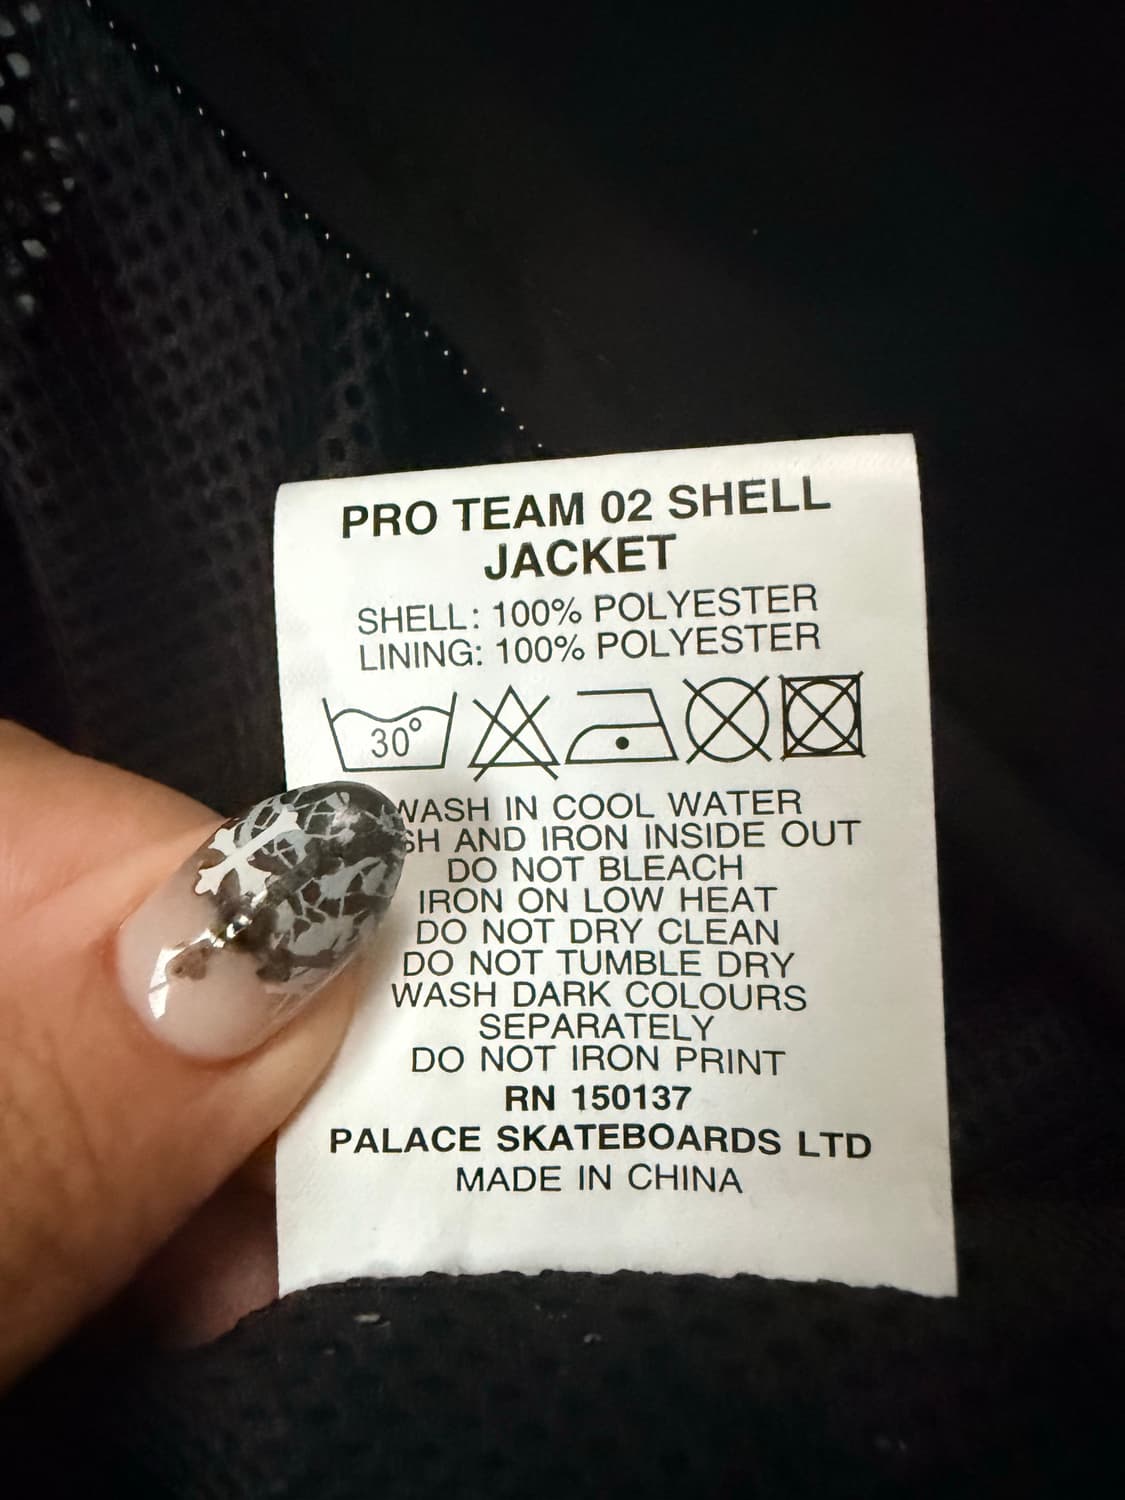 PRO TEAM 02 SHELL
JACKET
SHELL: 100% POLYESTER
LINING: 100% POLYESTER
30°
WASH IN COOL WATER
AND IRON INSIDE OUT
DO NOT BLEACH
IRON ON LOW HEAT
DO NOT DRY CLEAN
DO NOT TUMBLE DRY
WASH DARK COLOURS
SEPARATELY
DO NOT IRON PRINT
RN 150137
PALACE SKATEBOARDS LTD
MADE IN CHINA